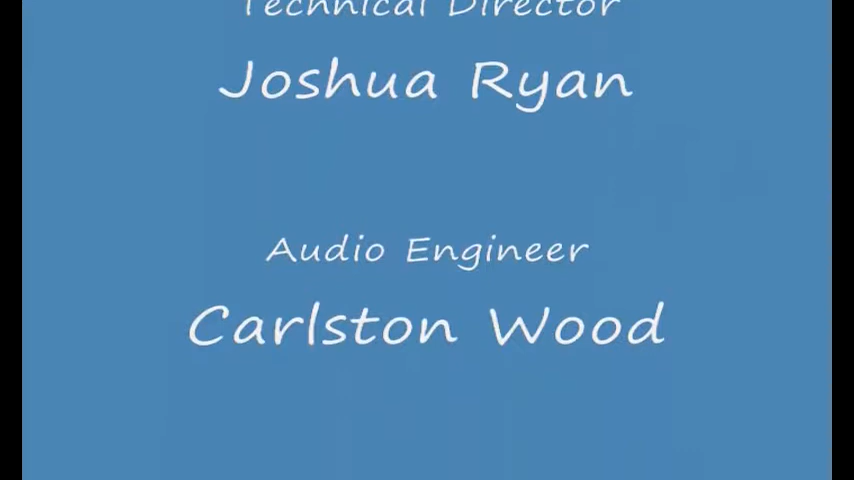 Technical Director
Joshua Ryan
Audio Engineer
Carlston Wood